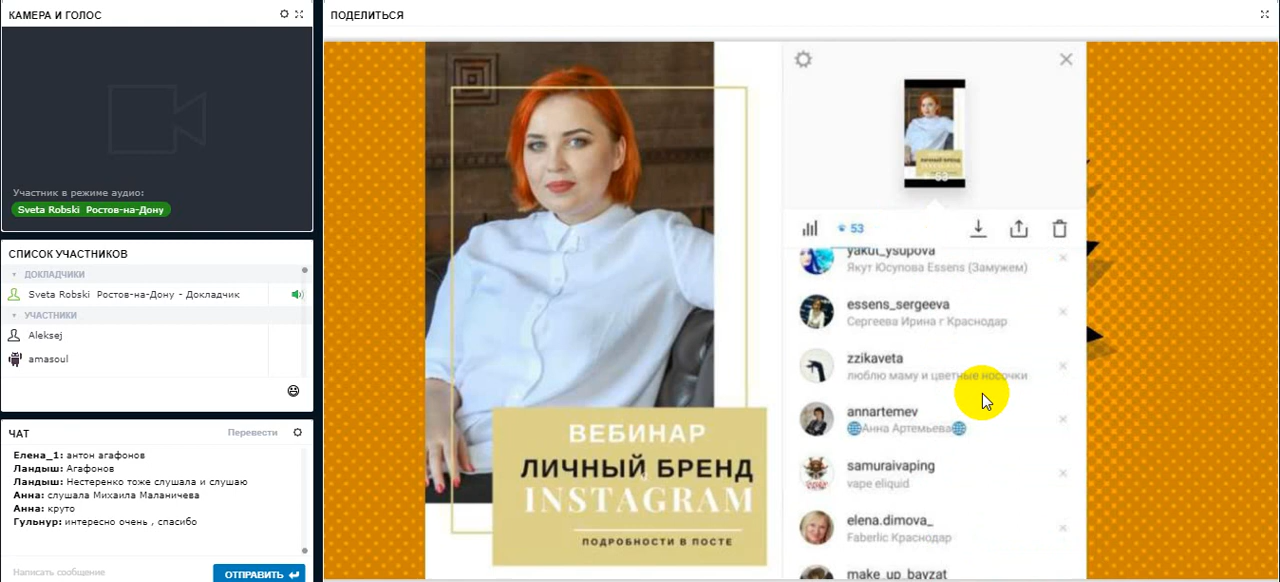 КАМЕРА И ГОЛОС
Участник в режиме аудио:
Sveta Robski Ростов-на-Дону
СПИСОК УЧАСТНИКОВ
ДОКЛАДЧИКИ
Sveta Robski Ростов-на-Дону - Докладчик
УЧАСТНИКИ
Aleksej
amasoul
ЧАТ
Перевести
Елена_1: антон агафонов
Ландыш: Агафонов
Ландыш: Нестеренко тоже слушала и слушаю
Анна: слушала Михаила Маланичева
Анна: круто
Гульнур: интересно очень , спасибо
Написать сообщение
ОТПРАВИТЬ
ПОДЕЛИТЬСЯ
ВЕБИНАР
ЛИЧНЫЙ БРЕНД
INSTAGRAM
ПОДРОБНОСТИ В ПОСТЕ
ЛИЧНЫЙ БРЕНД
53
53
yakut_ysupova
Якут Юсупова Essens (Замужем)
essens_sergeeva
Сергеева Ирина г Краснодар
zzikaveta
люблю маму и цветные носочки
annartemev
Анна Артемьева
samuraivaping
vape eliquid
elena.dimova_
Faberlic Краснодар
make_up_bayzat